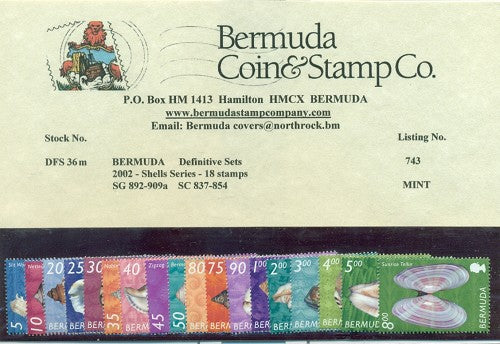 Bermuda
Coin&Stamp Co.
P.O. Box HM 1413 Hamilton HMCX BERMUDA
www.bermudastampcompany.com
Email: Bermuda covers@northrock.bm
Stock No.
Listing No.
DFS 36m BERMUDA Definitive Sets 743
2002 - Shells Series - 18 stamps
SG 892-909a SC 837-854 MINT
5 10 20 25 30 35 40 45 50 80 75 90 1.00 2.00 3.00 4.00 5.00
Sunrise Tellin
8.00
BERMUDA